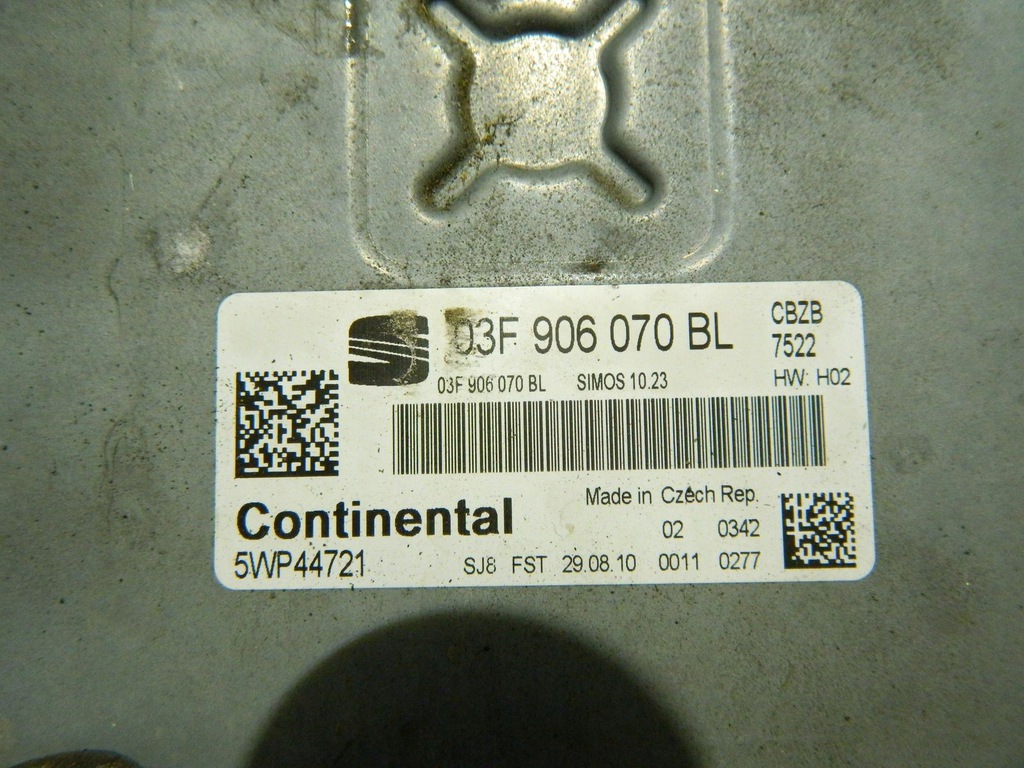 03F 906 070 BL
CBZB
7522
03F 906 070 BL SIMOS 10.23 HW: H02
Continental
Made in Czech Rep.
02 0342
5WP44721 SJ8 FST 29.08.10 0011 0277